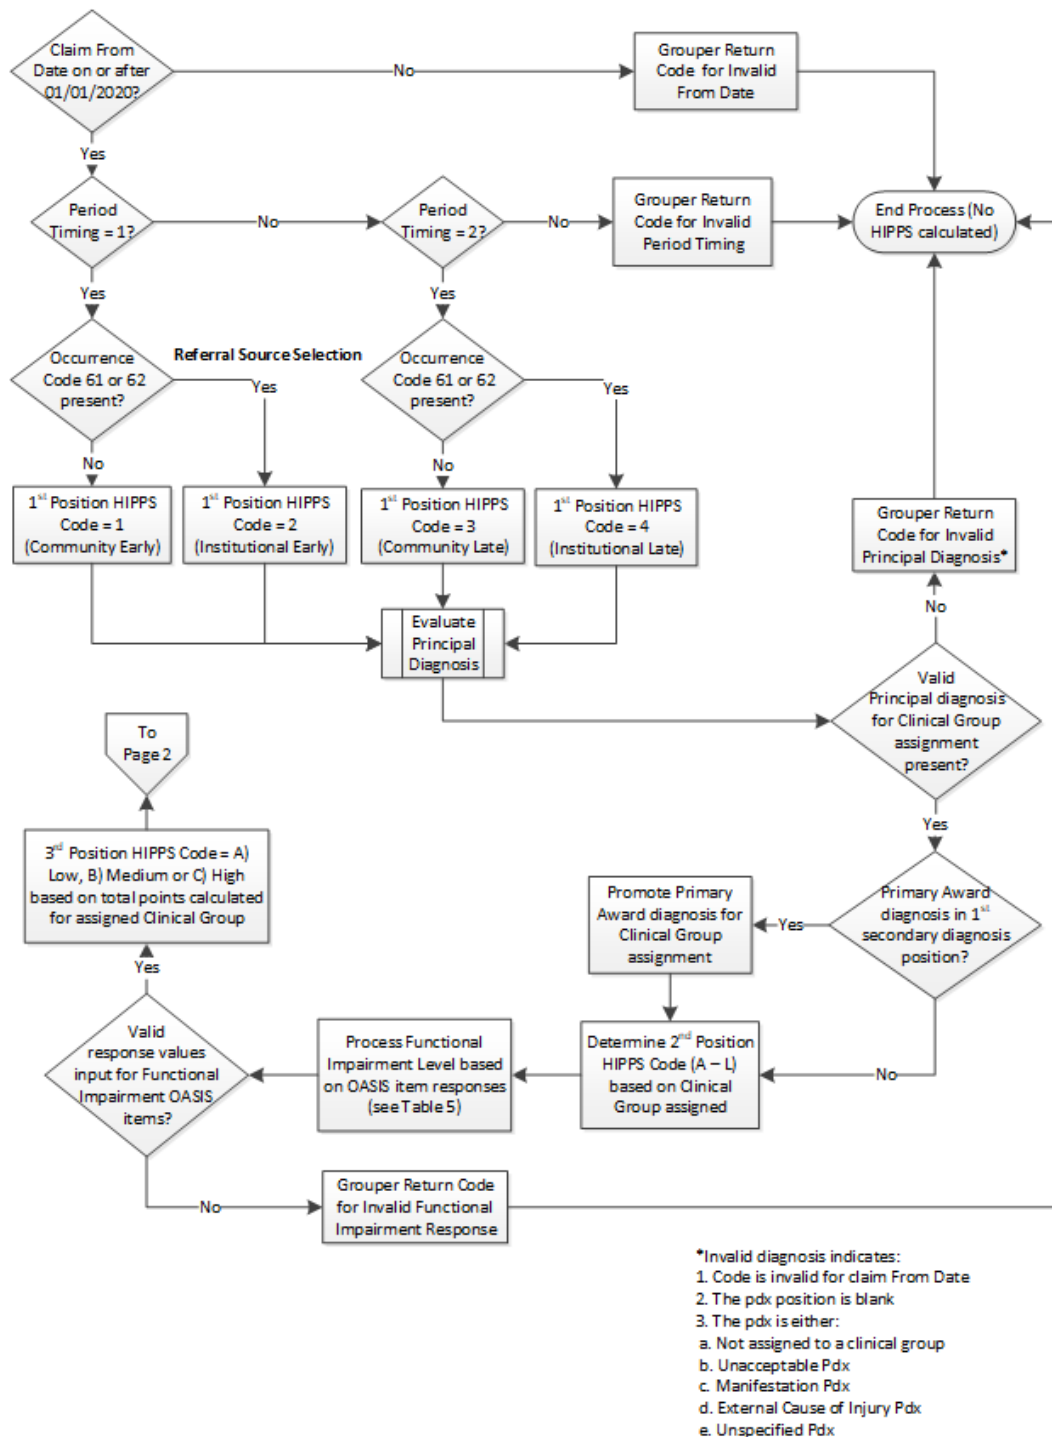 Claim From
Date on or after
01/01/2020?
No
Grouper Return
Code for Invalid
From Date
Yes
Period
Timing = 1?
No
Period
Timing = 2?
No
Grouper Return
Code for Invalid
Period Timing
End Process (No
HIPPS calculated)
Yes
Yes
Occurrence
Code 61 or 62
present?
Referral Source Selection
Yes
Occurrence
Code 61 or 62
present?
Yes
No
No
1st Position HIPPS
Code = 1
(Community Early)
1st Position HIPPS
Code = 2
(Institutional Early)
1st Position HIPPS
Code = 3
(Community Late)
1st Position HIPPS
Code = 4
(Institutional Late)
Grouper Return
Code for Invalid
Principal Diagnosis*
No
Evaluate
Principal
Diagnosis
Valid
Principal diagnosis
for Clinical Group
assignment
present?
Yes
To
Page 2
3rd Position HIPPS Code = A)
Low, B) Medium or C) High
based on total points calculated
for assigned Clinical Group
Promote Primary
Award diagnosis for
Clinical Group
assignment
Yes
Primary Award
diagnosis in 1st
secondary diagnosis
position?
Yes
Valid
response values
input for Functional
Impairment OASIS
items?
Process Functional
Impairment Level based
on OASIS item responses
(see Table 5)
Determine 2nd Position
HIPPS Code (A – L)
based on Clinical
Group assigned
No
No
Grouper Return Code
for Invalid Functional
Impairment Response
*Invalid diagnosis indicates:
1. Code is invalid for claim From Date
2. The pdx position is blank
3. The pdx is either:
a. Not assigned to a clinical group
b. Unacceptable Pdx
c. Manifestation Pdx
d. External Cause of Injury Pdx
e. Unspecified Pdx